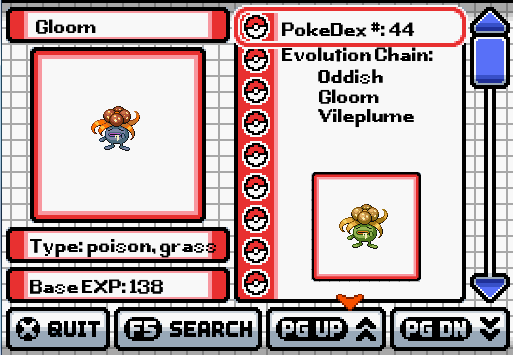 Gloom
Type: poison, grass
Base EXP: 138
PokeDex #: 44
Evolution Chain:
Oddish
Gloom
Vileplume
X QUIT
F5 SEARCH
PG UP
PG DN